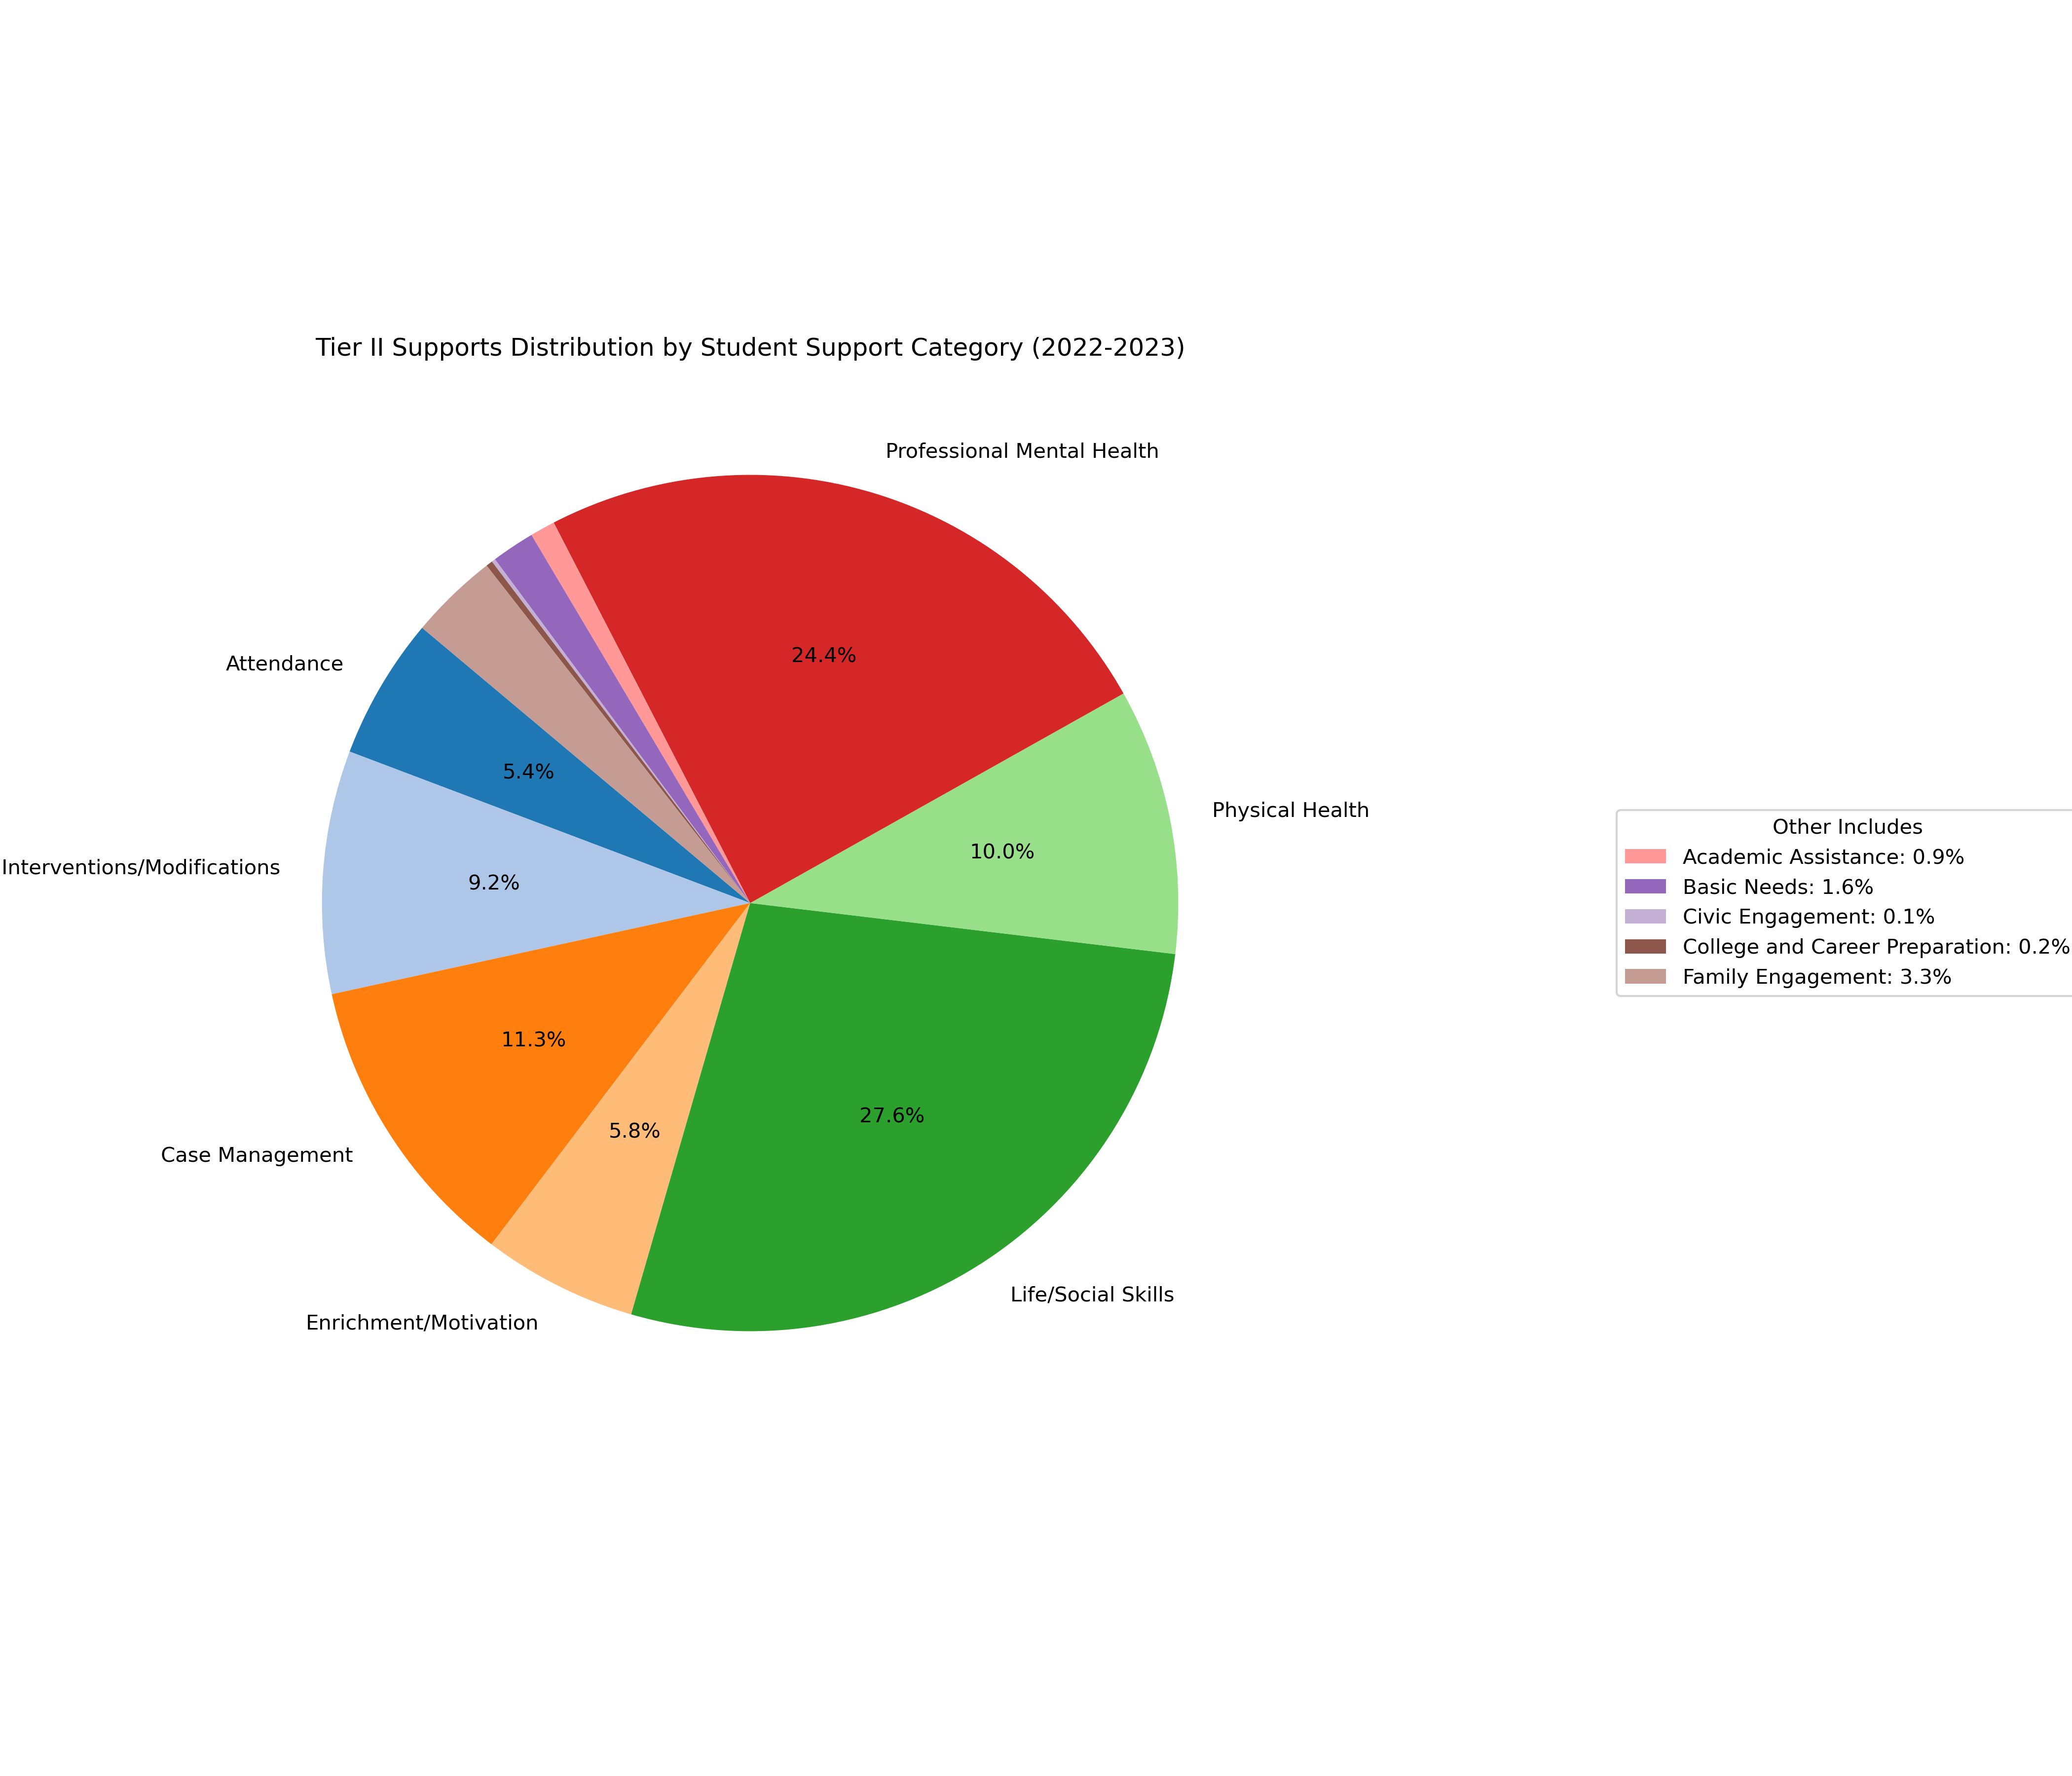 Tier II Supports Distribution by Student Support Category (2022-2023)
Professional Mental Health
24.4%
Attendance
5.4%
Physical Health
10.0%
Interventions/Modifications
9.2%
Case Management
11.3%
Enrichment/Motivation
5.8%
Life/Social Skills
27.6%
Other Includes
Academic Assistance: 0.9%
Basic Needs: 1.6%
Civic Engagement: 0.1%
College and Career Preparation: 0.2%
Family Engagement: 3.3%